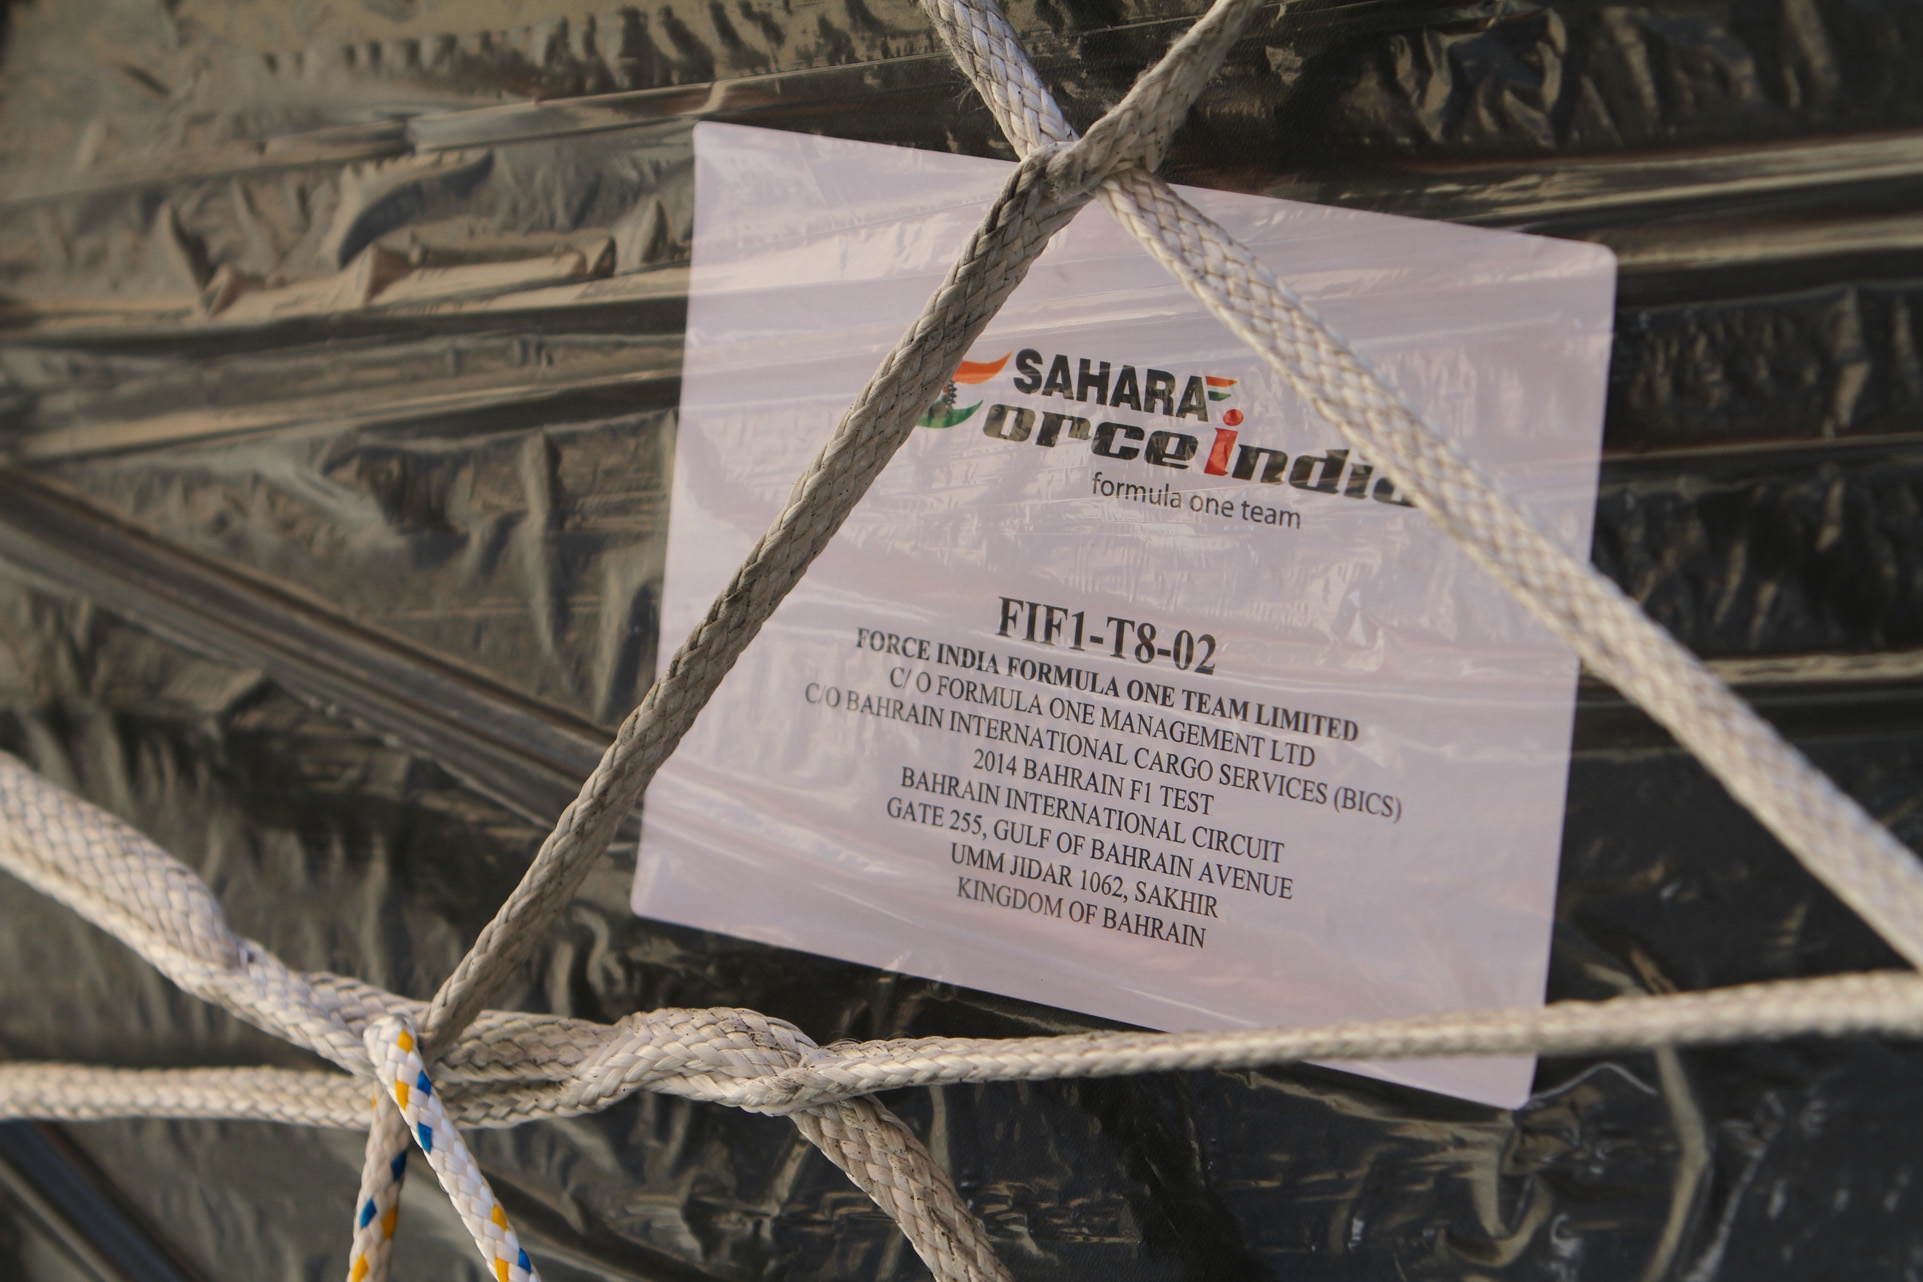 SAHARA
Force india
formula one team
FIF1-T8-02
FORCE INDIA FORMULA ONE TEAM LIMITED
C/ O FORMULA ONE MANAGEMENT LTD
C/O BAHRAIN INTERNATIONAL CARGO SERVICES (BICS)
2014 BAHRAIN F1 TEST
BAHRAIN INTERNATIONAL CIRCUIT
GATE 255, GULF OF BAHRAIN AVENUE
UMM JIDAR 1062, SAKHIR
KINGDOM OF BAHRAIN